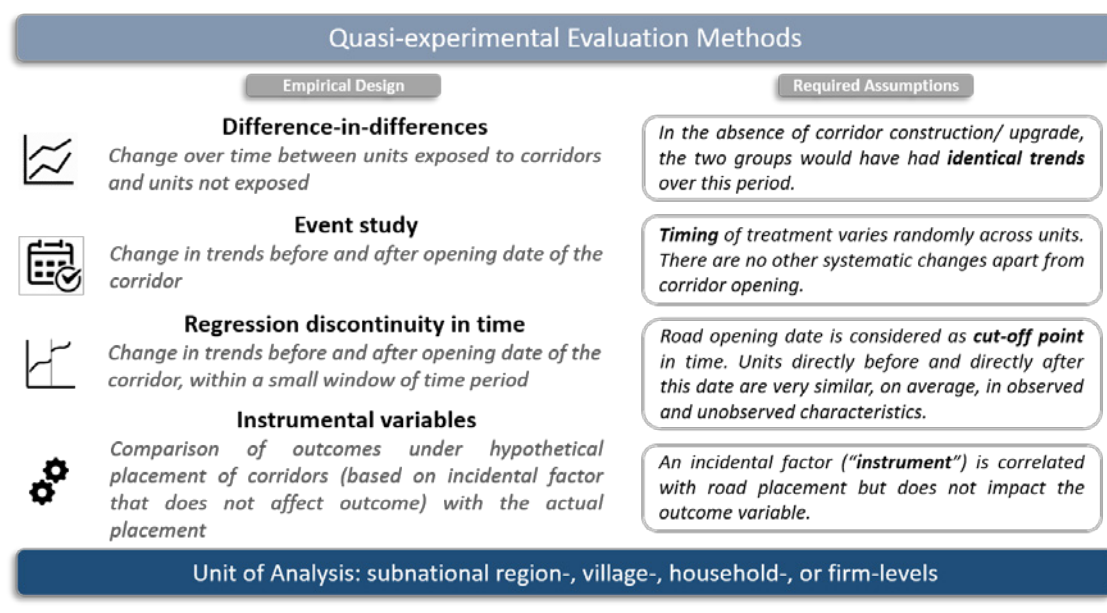 Quasi-experimental Evaluation Methods
Empirical Design
Required Assumptions
Difference-in-differences
Change over time between units exposed to corridors
and units not exposed
In the absence of corridor construction/ upgrade,
the two groups would have had identical trends
over this period.
Event study
Change in trends before and after opening date of the
corridor
Timing of treatment varies randomly across units.
There are no other systematic changes apart from
corridor opening.
Regression discontinuity in time
Change in trends before and after opening date of the
corridor, within a small window of time period
Road opening date is considered as cut-off point
in time. Units directly before and directly after
this date are very similar, on average, in observed
and unobserved characteristics.
Instrumental variables
Comparison of outcomes under hypothetical
placement of corridors (based on incidental factor
that does not affect outcome) with the actual
placement
An incidental factor (“instrument”) is correlated
with road placement but does not impact the
outcome variable.
Unit of Analysis: subnational region-, village-, household-, or firm-levels